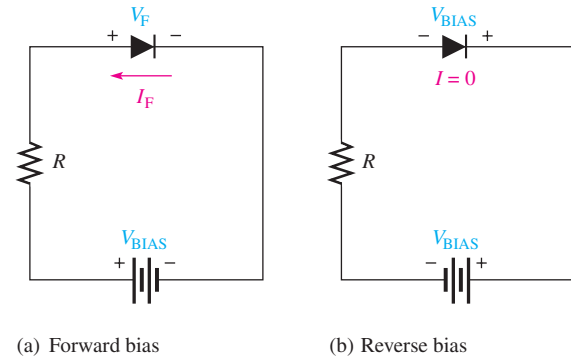 V_F
+ −
I_F
R
V_BIAS
+ −
(a) Forward bias
V_BIAS
− +
I = 0
R
V_BIAS
− +
(b) Reverse bias